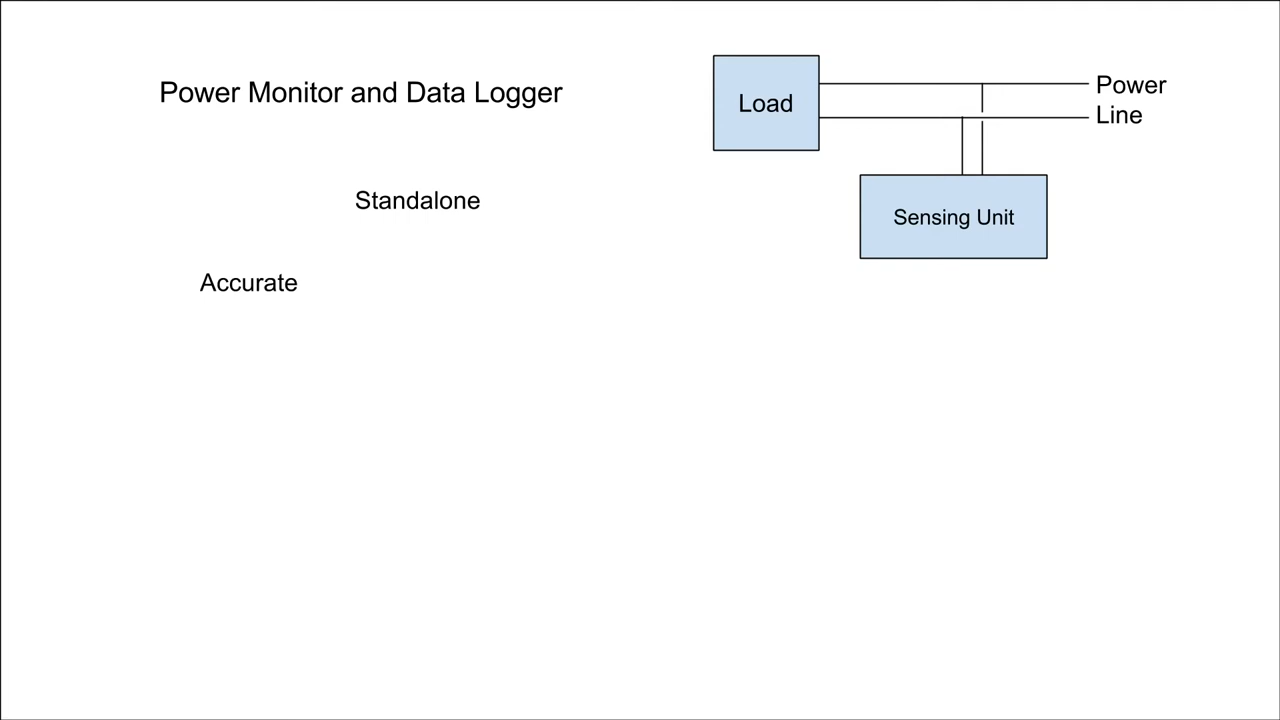 Power Monitor and Data Logger
Standalone
Accurate
Load
Power
Line
Sensing Unit